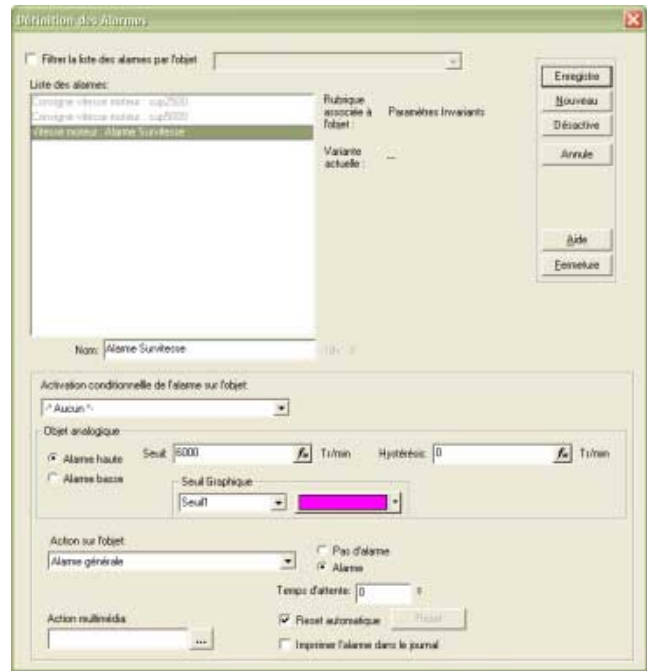 Définition des Alarmes
Filtrer la liste des alarmes par l'objet
Liste des alarmes:
Consigne vitesse moteur : sup2500
Consigne vitesse moteur : sup5000
Vitesse moteur : Alarme Survitesse
Rubrique associée à l'objet :
Paramètres Invariants
Variante actuelle :
...
Enregistre
Nouveau
Désactive
Annule
Aide
Fermeture
Nom:
Alarme Survitesse
Activation conditionnelle de l'alarme sur l'objet:
-* Aucun *-
Objet analogique
Alarme haute
Alarme basse
Seuil:
6000
Tr/min
Hystérésis:
0
Tr/min
Seuil Graphique
Seuil1
Action sur l'objet:
Alarme générale
Pas d'alarme
Alarme
Temps d'attente:
0
s
Action multimédia:
...
Reset automatique
Reset
Imprimer l'alarme dans le journal